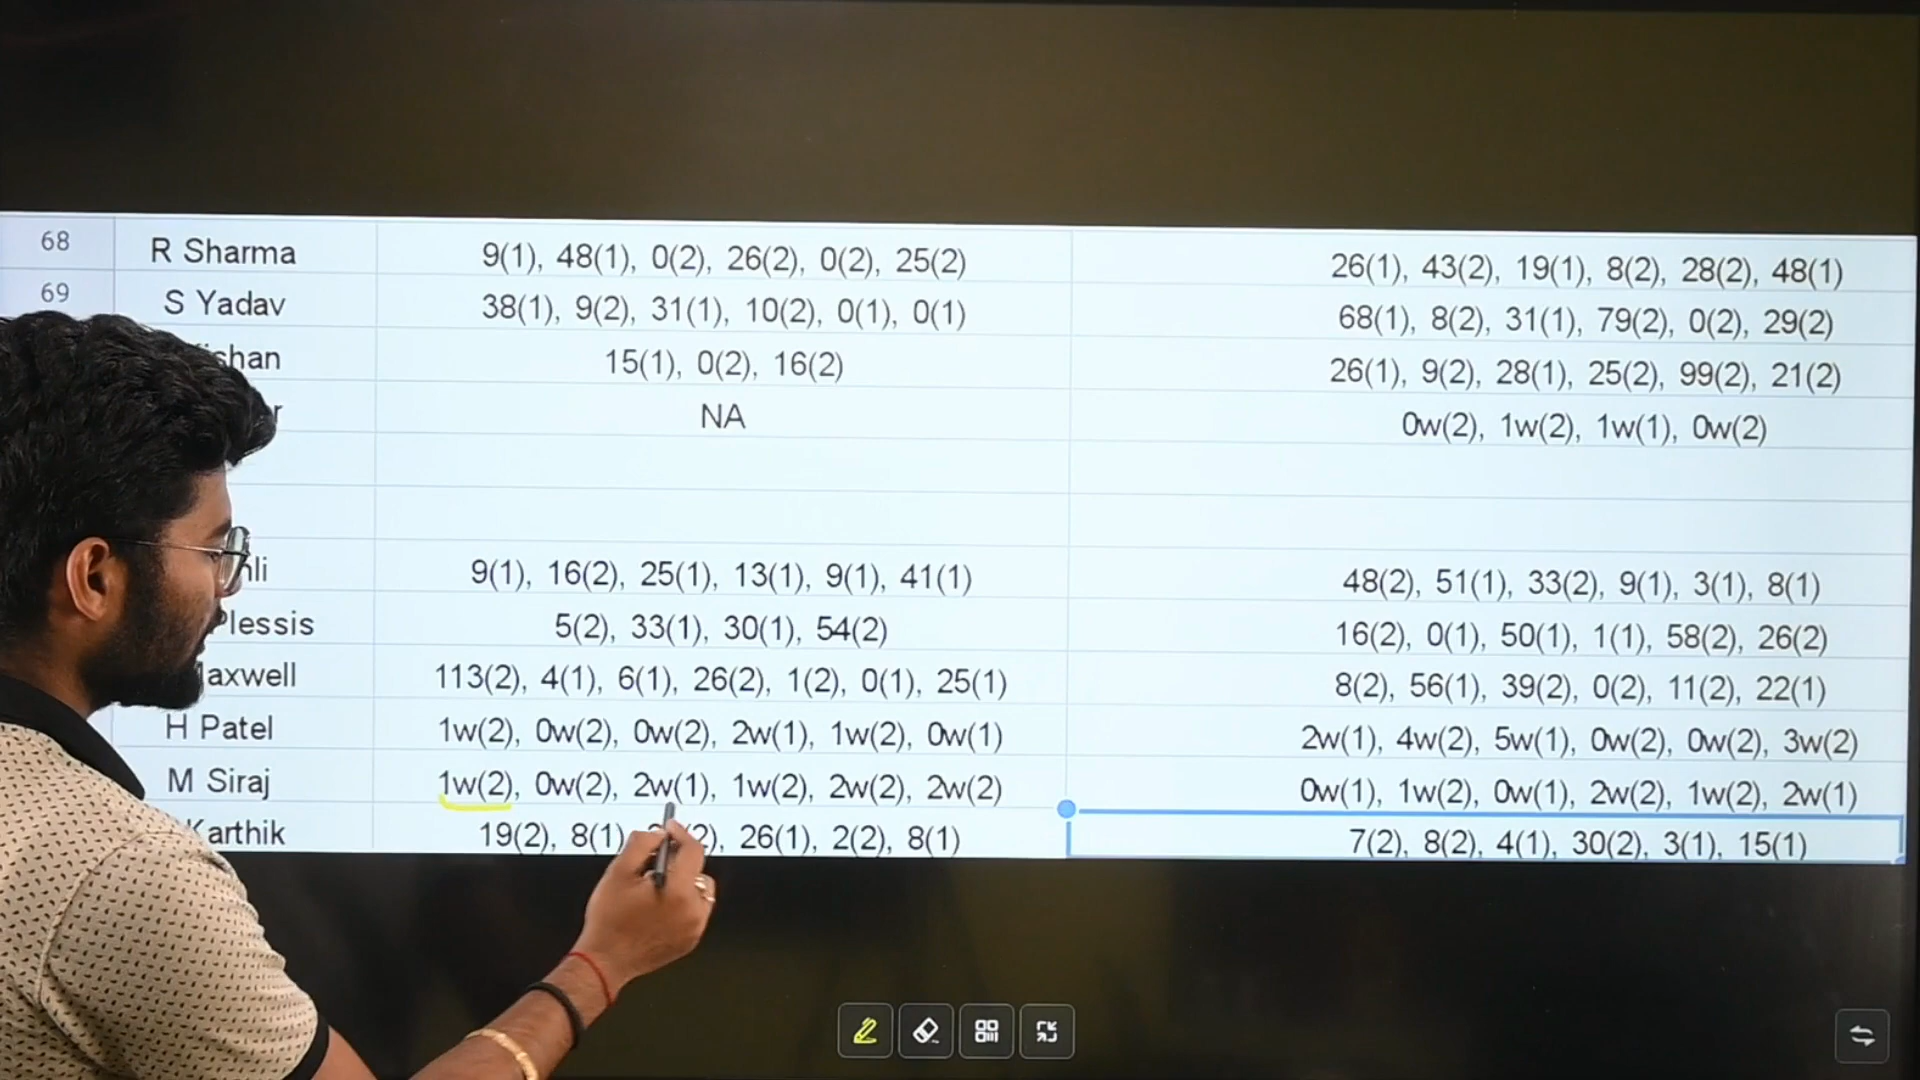 68 R Sharma 9(1), 48(1), 0(2), 26(2), 0(2), 25(2) 26(1), 43(2), 19(1), 8(2), 28(2), 48(1)
69 S Yadav 38(1), 9(2), 31(1), 10(2), 0(1), 0(1) 68(1), 8(2), 31(1), 79(2), 0(2), 29(2)
15(1), 0(2), 16(2) 26(1), 9(2), 28(1), 25(2), 99(2), 21(2)
NA 0w(2), 1w(2), 1w(1), 0w(2)
9(1), 16(2), 25(1), 13(1), 9(1), 41(1) 48(2), 51(1), 33(2), 9(1), 3(1), 8(1)
Plessis 5(2), 33(1), 30(1), 54(2) 16(2), 0(1), 50(1), 1(1), 58(2), 26(2)
axwell 113(2), 4(1), 6(1), 26(2), 1(2), 0(1), 25(1) 8(2), 56(1), 39(2), 0(2), 11(2), 22(1)
H Patel 1w(2), 0w(2), 0w(2), 2w(1), 1w(2), 0w(1) 2w(1), 4w(2), 5w(1), 0w(2), 0w(2), 3w(2)
M Siraj 1w(2), 0w(2), 2w(1), 1w(2), 2w(2), 2w(2) 0w(1), 1w(2), 0w(1), 2w(2), 1w(2), 2w(1)
Karthik 19(2), 8(1), 26(1), 2(2), 8(1) 7(2), 8(2), 4(1), 30(2), 3(1), 15(1)